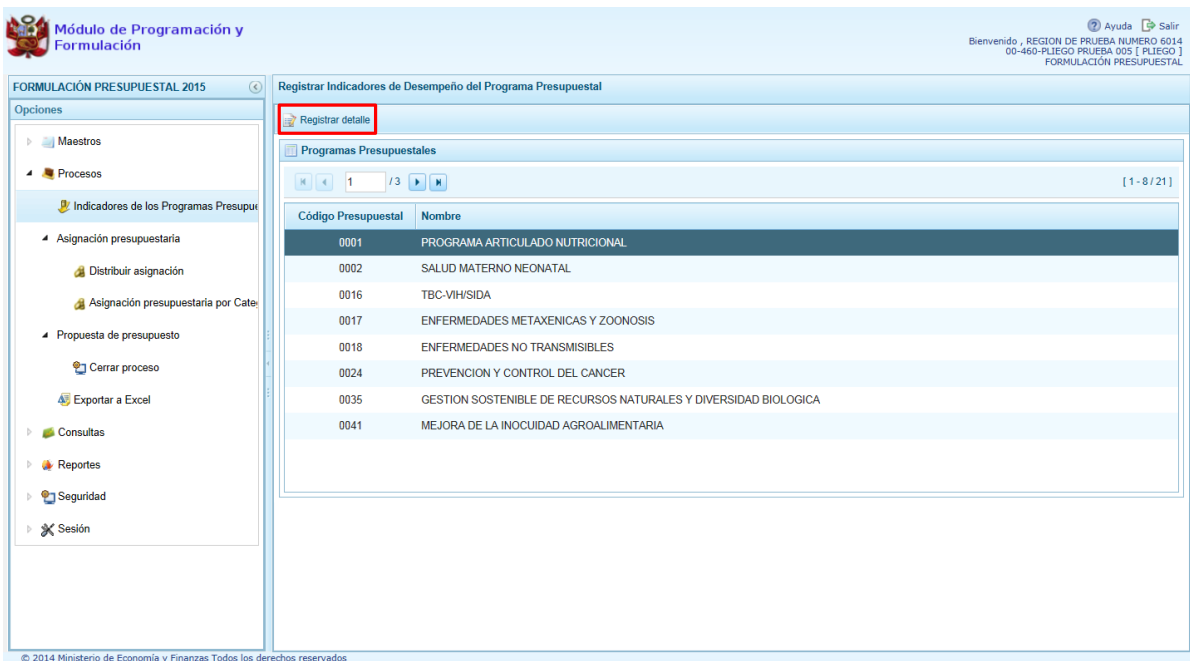 Módulo de Programación y
Formulación
Ayuda Salir
Bienvenido , REGION DE PRUEBA NUMERO 6014
00-460-PLIEGO PRUEBA 005 [ PLIEGO ]
FORMULACIÓN PRESUPUESTAL
FORMULACIÓN PRESUPUESTAL 2015
Opciones
Maestros
Procesos
Indicadores de los Programas Presupue
Asignación presupuestaria
Distribuir asignación
Asignación presupuestaria por Cate
Propuesta de presupuesto
Cerrar proceso
Exportar a Excel
Consultas
Reportes
Seguridad
Sesión
Registrar Indicadores de Desempeño del Programa Presupuestal
Registrar detalle
Programas Presupuestales
1 / 3 [ 1 - 8 / 21 ]
Código Presupuestal Nombre
0001 PROGRAMA ARTICULADO NUTRICIONAL
0002 SALUD MATERNO NEONATAL
0016 TBC-VIH/SIDA
0017 ENFERMEDADES METAXENICAS Y ZOONOSIS
0018 ENFERMEDADES NO TRANSMISIBLES
0024 PREVENCION Y CONTROL DEL CANCER
0035 GESTION SOSTENIBLE DE RECURSOS NATURALES Y DIVERSIDAD BIOLOGICA
0041 MEJORA DE LA INOCUIDAD AGROALIMENTARIA
© 2014 Ministerio de Economía y Finanzas Todos los derechos reservados